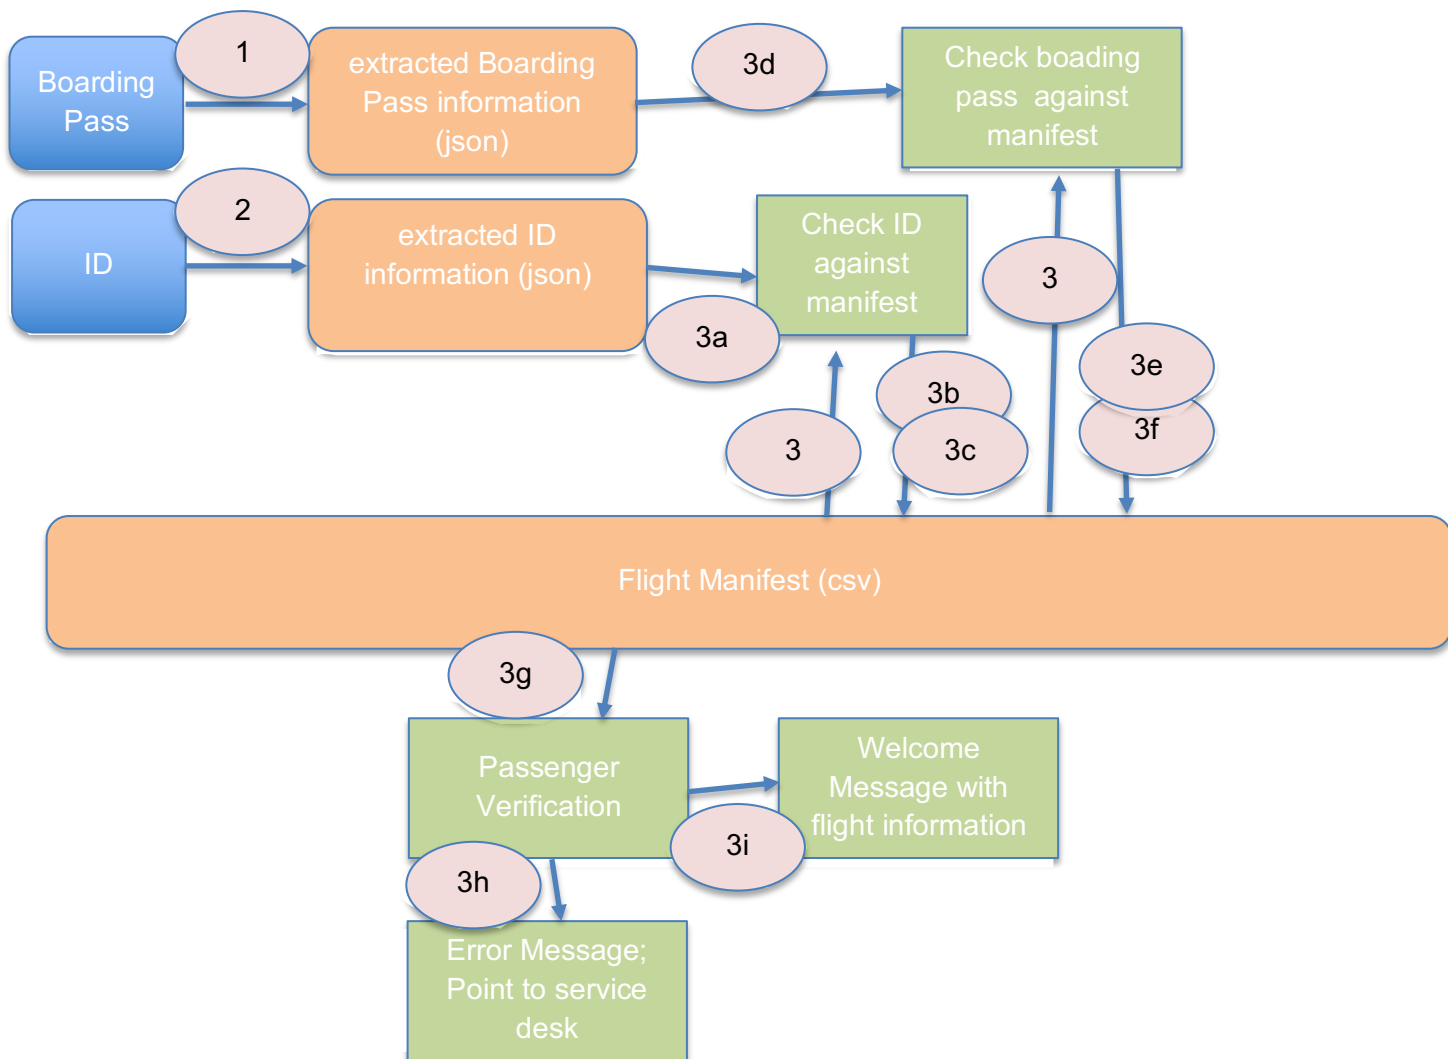 1
Boarding
Pass
extracted Boarding
Pass information
(json)
3d
Check boading
pass against
manifest
2
ID
extracted ID
information (json)
3a
Check ID
against
manifest
3
3b
3c
3
3e
3f
Flight Manifest (csv)
3g
Passenger
Verification
3i
Welcome
Message with
flight information
3h
Error Message;
Point to service
desk